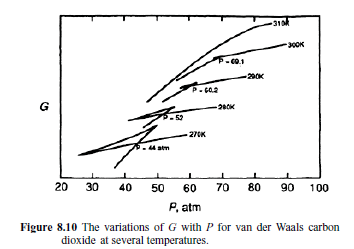 310K
300K
P - 69.1
290K
P - 60.2
G
280K
P - 52
270K
P - 44 atm
20 30 40 50 60 70 80 90 100
P, atm
Figure 8.10 The variations of G with P for van der Waals carbon
dioxide at several temperatures.